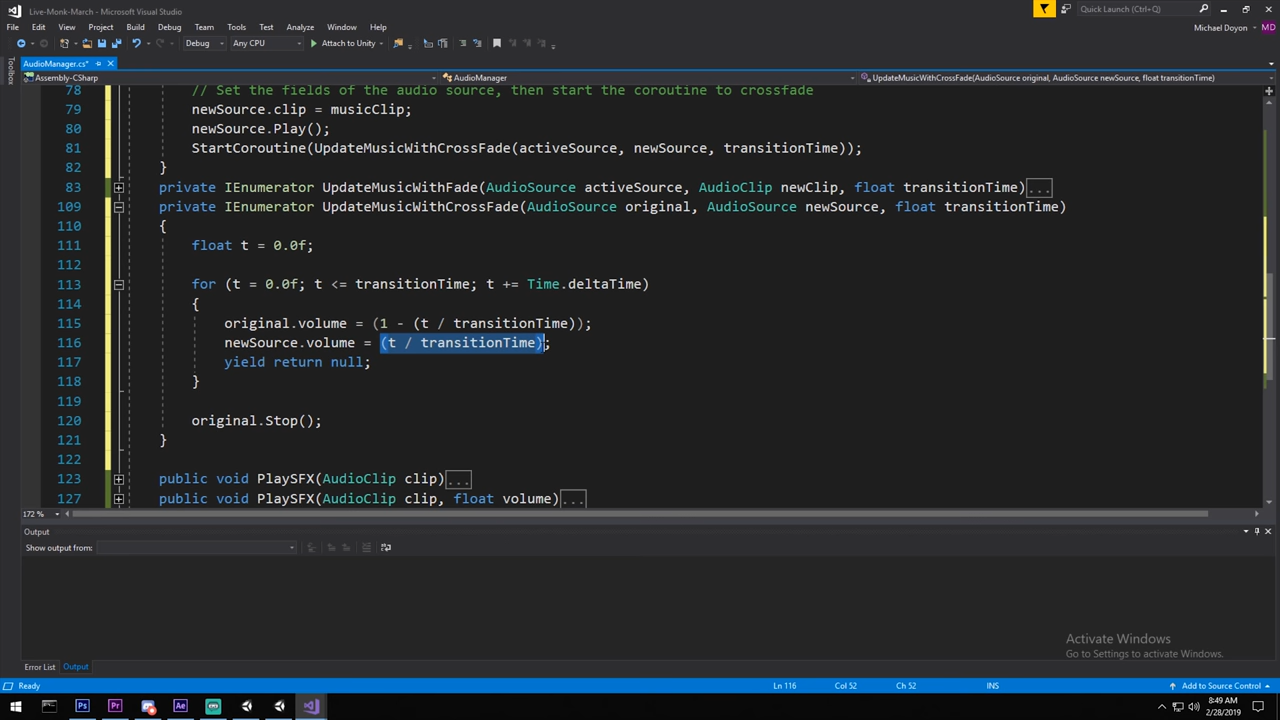 Live-Monk-March - Microsoft Visual Studio
Quick Launch (Ctrl+Q)
File Edit View Project Build Debug Team Tools Test Analyze Window Help
Michael Doyon MD
Debug Any CPU Attach to Unity
Toolbox
AudioManager.cs*
Assembly-CSharp AudioManager UpdateMusicWithCrossFade(AudioSource original, AudioSource newSource, float transitionTime)
78 // Set the fields of the audio source, then start the coroutine to crossfade
79 newSource.clip = musicClip;
80 newSource.Play();
81 StartCoroutine(UpdateMusicWithCrossFade(activeSource, newSource, transitionTime));
82 }
83 private IEnumerator UpdateMusicWithFade(AudioSource activeSource, AudioClip newClip, float transitionTime)...
109 private IEnumerator UpdateMusicWithCrossFade(AudioSource original, AudioSource newSource, float transitionTime)
110 {
111 float t = 0.0f;
112
113 for (t = 0.0f; t <= transitionTime; t += Time.deltaTime)
114 {
115 original.volume = (1 - (t / transitionTime));
116 newSource.volume = (t / transitionTime);
117 yield return null;
118 }
119
120 original.Stop();
121 }
122
123 public void PlaySFX(AudioClip clip)...
127 public void PlaySFX(AudioClip clip, float volume)...
172 %
Output
Show output from:
Activate Windows
Go to Settings to activate Windows.
Error List Output
Ready Ln 116 Col 52 Ch 52 INS Add to Source Control
Ps Pr Ae
8:49 AM
2/28/2019